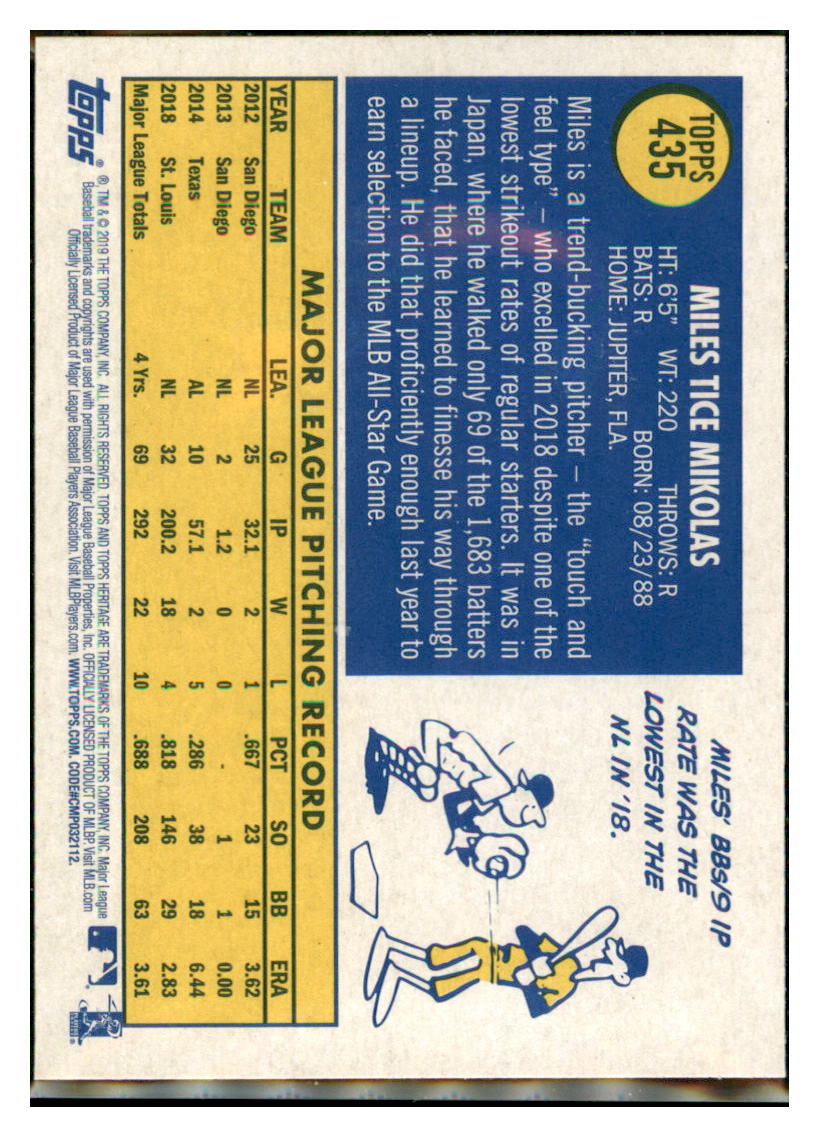 TOPPS
435
MILES TICE MIKOLAS
HT: 6'5" WT: 220 THROWS: R
BATS: R BORN: 08/23/88
HOME: JUPITER, FLA.
Miles is a trend-bucking pitcher – the "touch and
feel type" – who excelled in 2018 despite one of the
lowest strikeout rates of regular starters. It was in
Japan, where he walked only 69 of the 1,683 batters
he faced, that he learned to finesse his way through
a lineup. He did that proficiently enough last year to
earn selection to the MLB All-Star Game.
MILES' BBS/9 IP
RATE WAS THE
LOWEST IN THE
NL IN '18.
MAJOR LEAGUE PITCHING RECORD
YEAR TEAM LEA. G IP W L PCT SO BB ERA
2012 San Diego NL 25 32.1 2 1 .667 23 15 3.62
2013 San Diego NL 2 1.2 0 0 - 1 1 0.00
2014 Texas AL 10 57.1 2 5 .286 38 18 6.44
2018 St. Louis NL 32 200.2 18 4 .818 146 29 2.83
Major League Totals 4 Yrs. 69 292 22 10 .688 208 63 3.61
topps ®
®, TM & © 2019 THE TOPPS COMPANY, INC. ALL RIGHTS RESERVED. TOPPS AND TOPPS HERITAGE ARE TRADEMARKS OF THE TOPPS COMPANY, INC. Major League
Baseball trademarks and copyrights are used with permission of Major League Baseball Properties, Inc. OFFICIALLY LICENSED PRODUCT OF MLBP. Visit MLB.com
Officially Licensed Product of Major League Baseball Players Association. Visit MLBPlayers.com. WWW.TOPPS.COM. CODE#CMP032112.